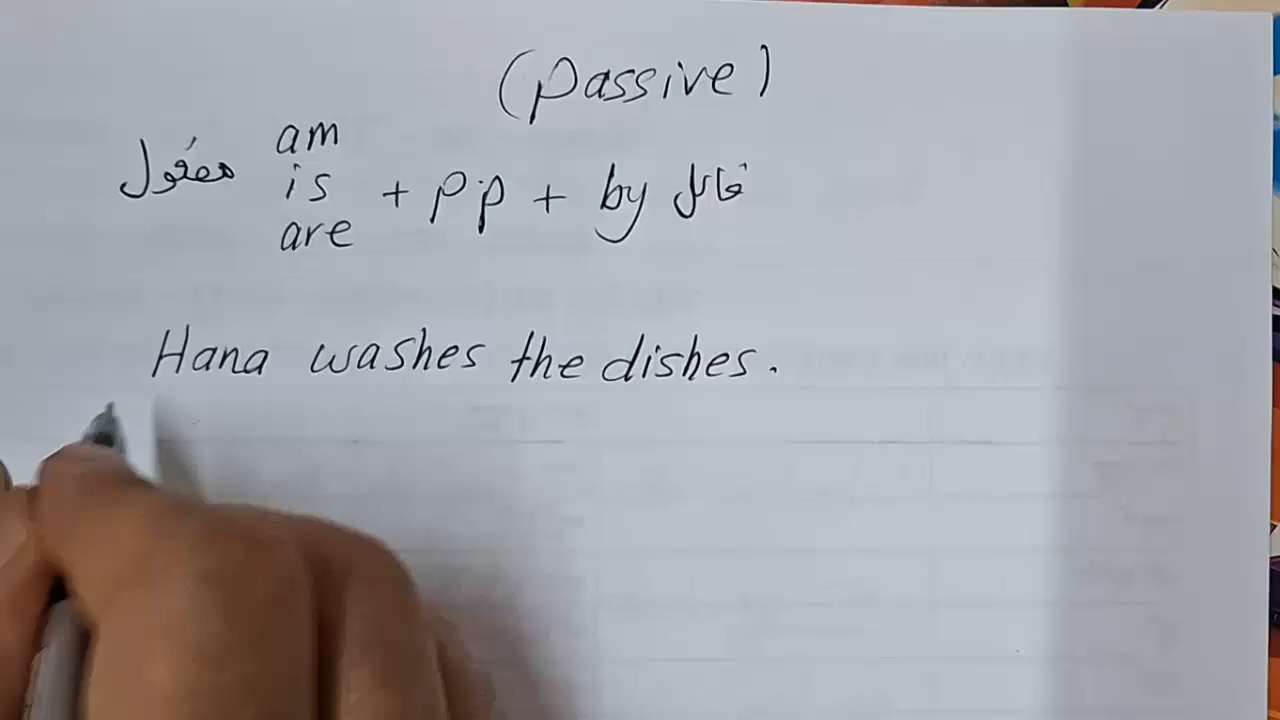 (passive)
مفعول am is are + p.p + by فاعل
Hana washes the dishes.